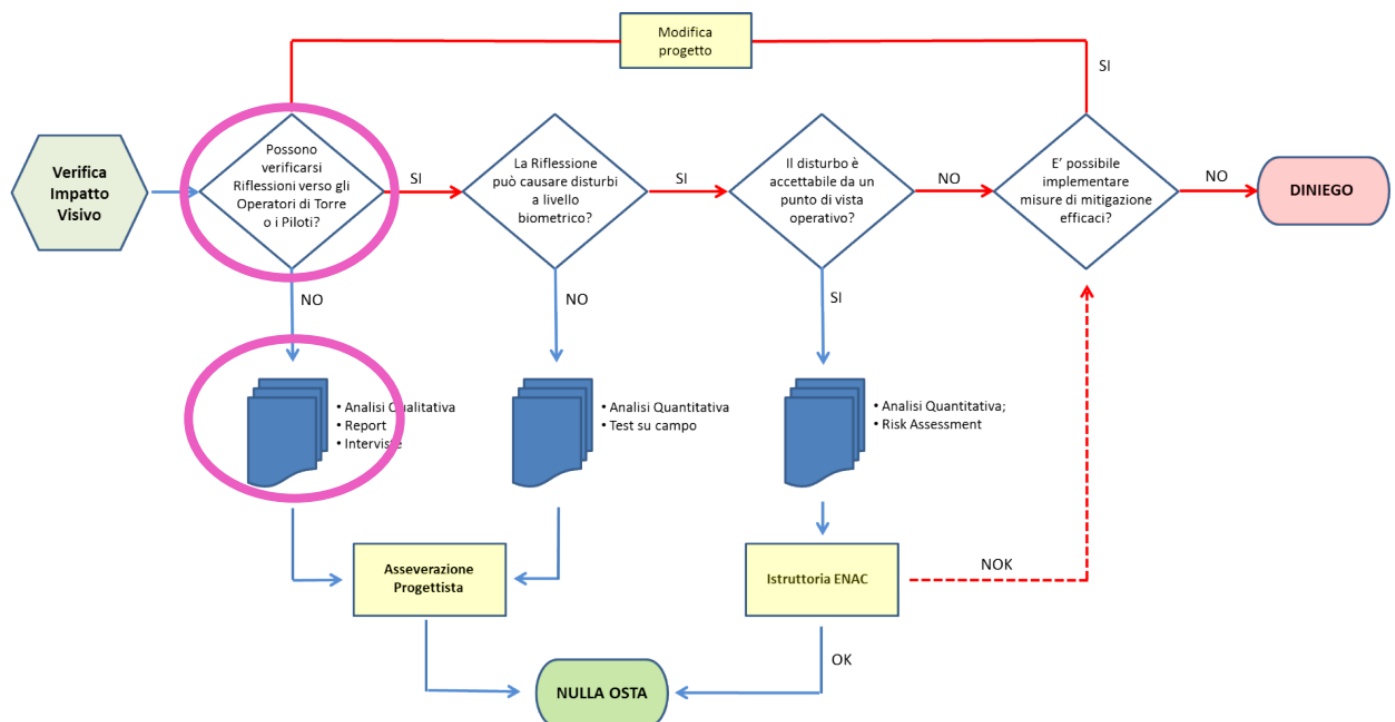 Modifica
progetto
SI
Verifica
Impatto
Visivo
Possono
verificarsi
Riflessioni verso gli
Operatori di Torre
o i Piloti?
SI
La Riflessione
può causare disturbi
a livello
biometrico?
SI
Il disturbo è
accettabile da un
punto di vista
operativo?
NO
E’ possibile
implementare
misure di mitigazione
efficaci?
NO
DINIEGO
NO
NO
SI
• Analisi Qualitativa
• Report
• Interviste
• Analisi Quantitativa
• Test su campo
• Analisi Quantitativa;
• Risk Assessment
Asseverazione
Progettista
Istruttoria ENAC
NOK
OK
NULLA OSTA